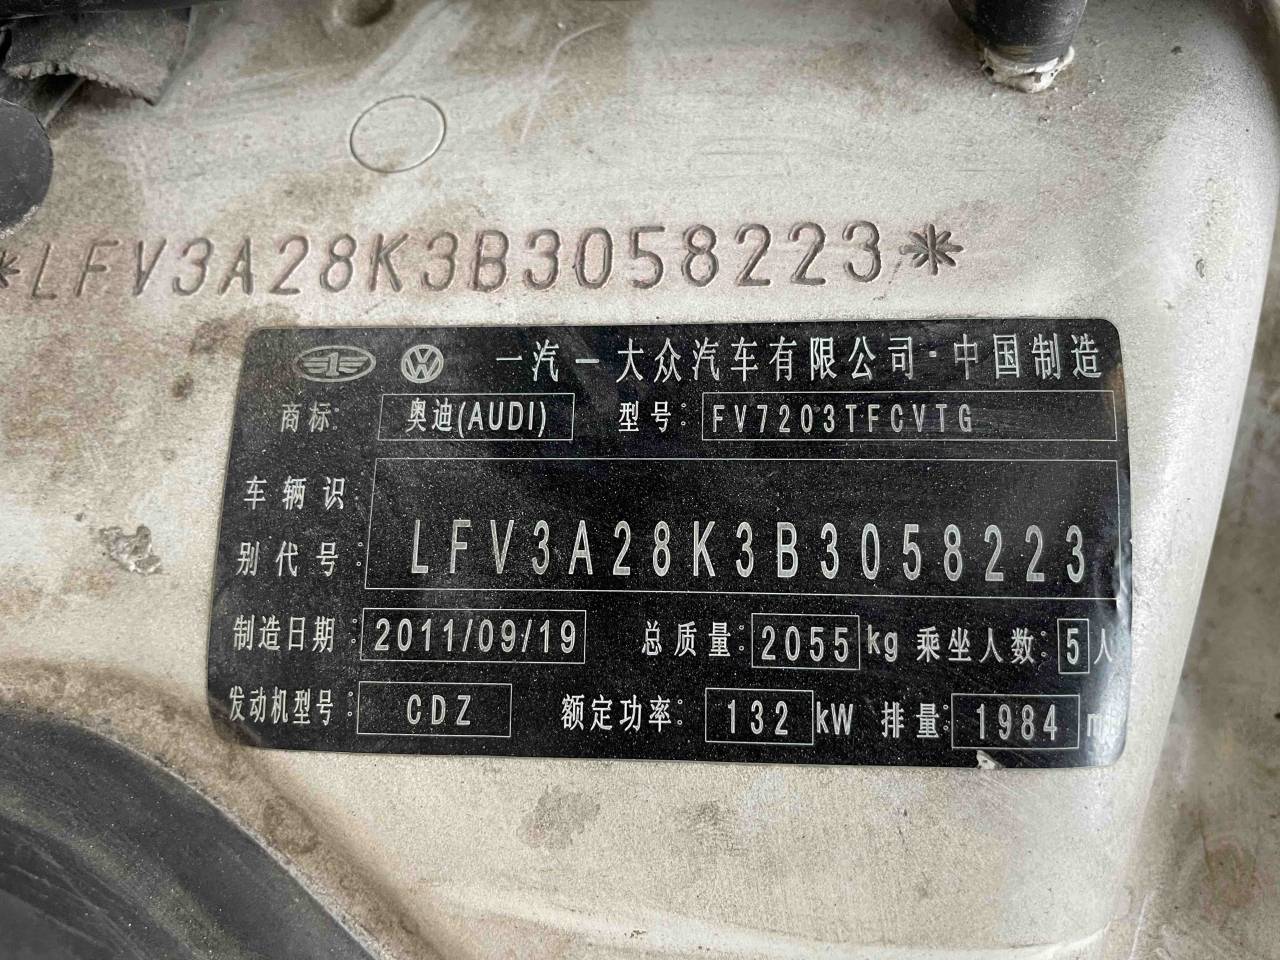 *LFV3A28K3B3058223*
一汽-大众汽车有限公司·中国制造
商标: 奥迪(AUDI) 型号: FV7203TFCVTG
车辆识别代号: LFV3A28K3B3058223
制造日期: 2011/09/19 总质量: 2055 kg 乘坐人数: 5 人
发动机型号: CDZ 额定功率: 132 kW 排量: 1984 ml